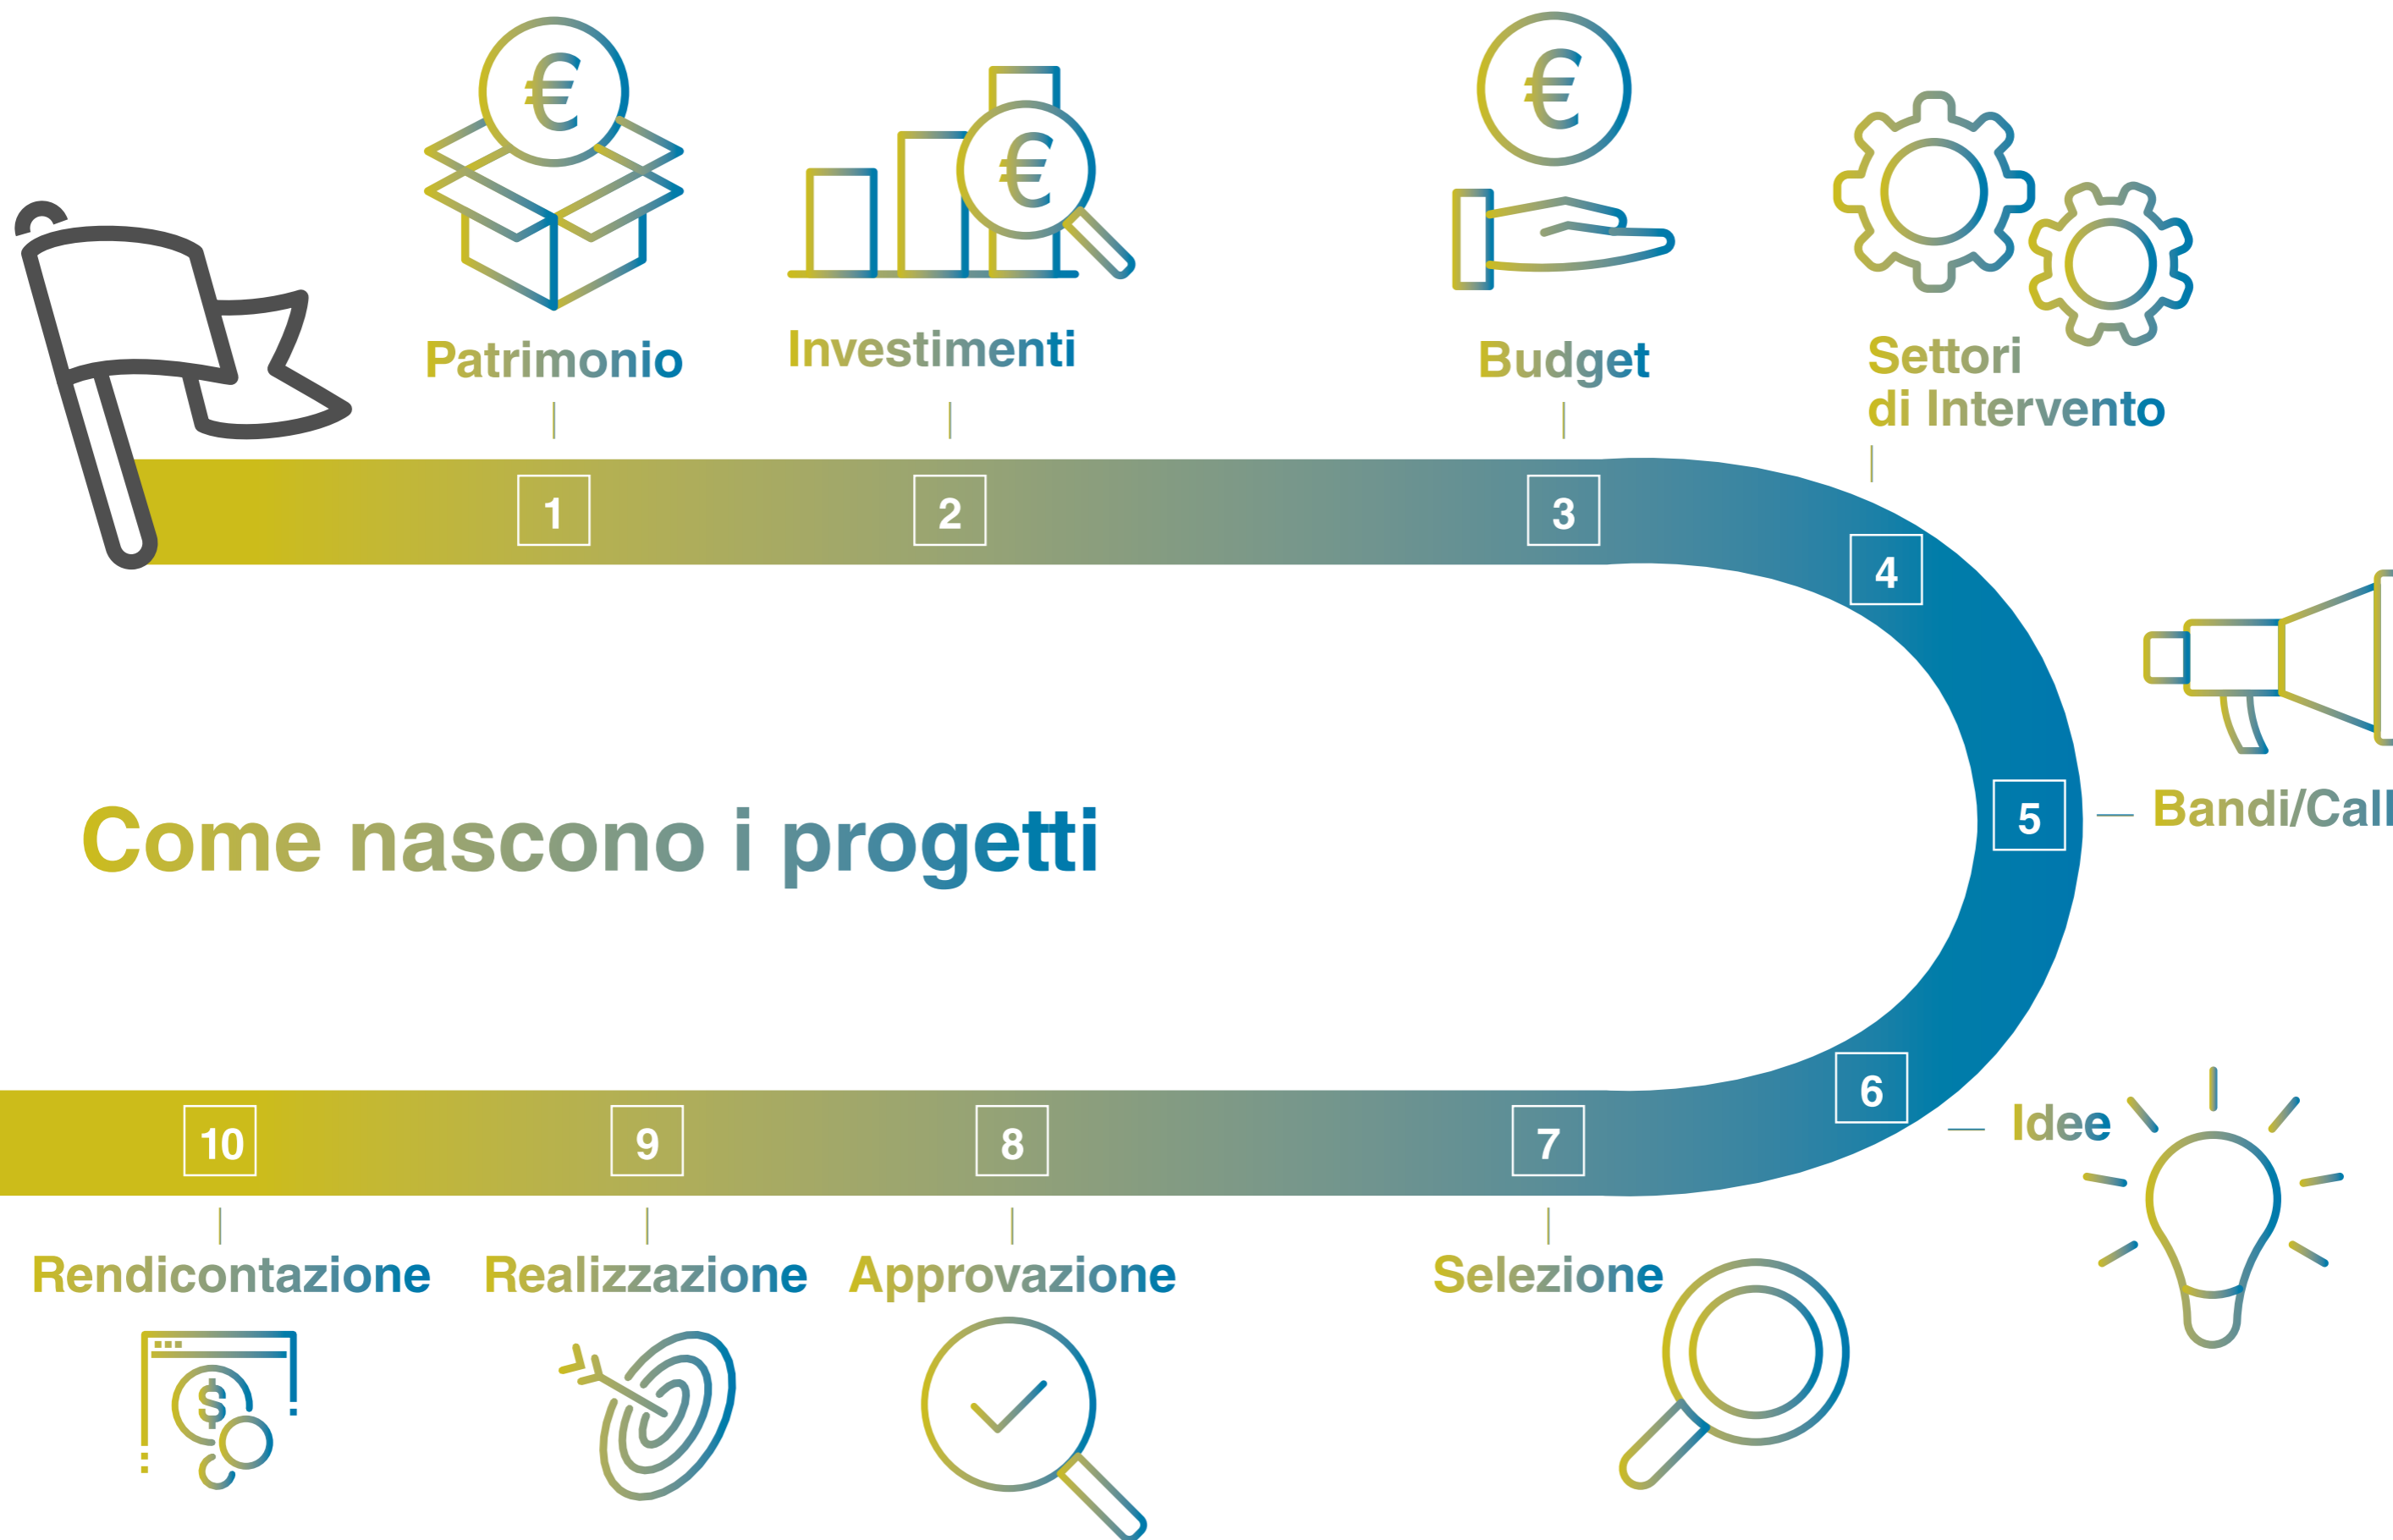 €
€
€
Patrimonio
Investimenti
Budget
Settori
di Intervento
1
2
3
4
Come nascono i progetti
5
Bandi/Call
6
Idee
10
9
8
7
Rendicontazione
Realizzazione
Approvazione
Selezione
$